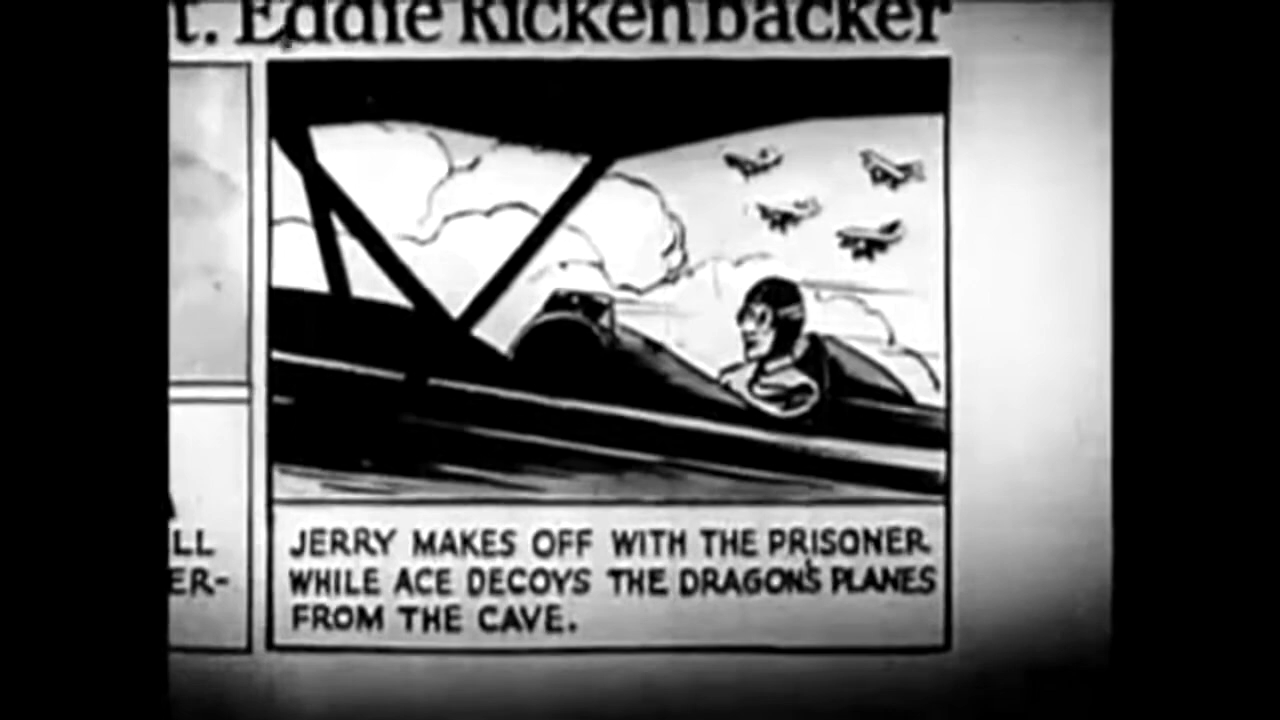 t. Eddie Rickenbacker
LL
ER-
JERRY MAKES OFF WITH THE PRISONER
WHILE ACE DECOYS THE DRAGON'S PLANES
FROM THE CAVE.